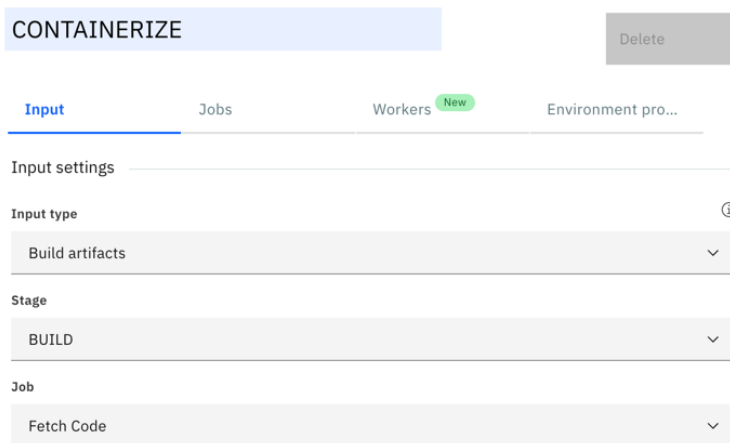 CONTAINERIZE
Delete
Input Jobs Workers New Environment pro...
Input settings
Input type
Build artifacts
Stage
BUILD
Job
Fetch Code